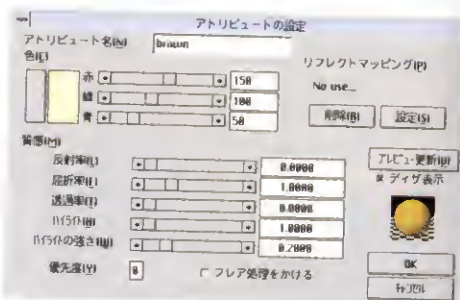 アトリビュートの設定
アトリビュート名(N) brawn
色(C)
赤 150
緑 100
青 50
リフレクトマッピング(P)
No use...
削除(B) 設定(S)
質感(M)
反射率(L) 0.0000
屈折率(E) 1.0000
透過率(T) 0.0000
ハイライト(H) 1.0000
ハイライトの強さ(W) 0.2000
優先度(Y) 0
フレア処理をかける
プレビュー更新(U)
ディザ表示
OK
キャンセル